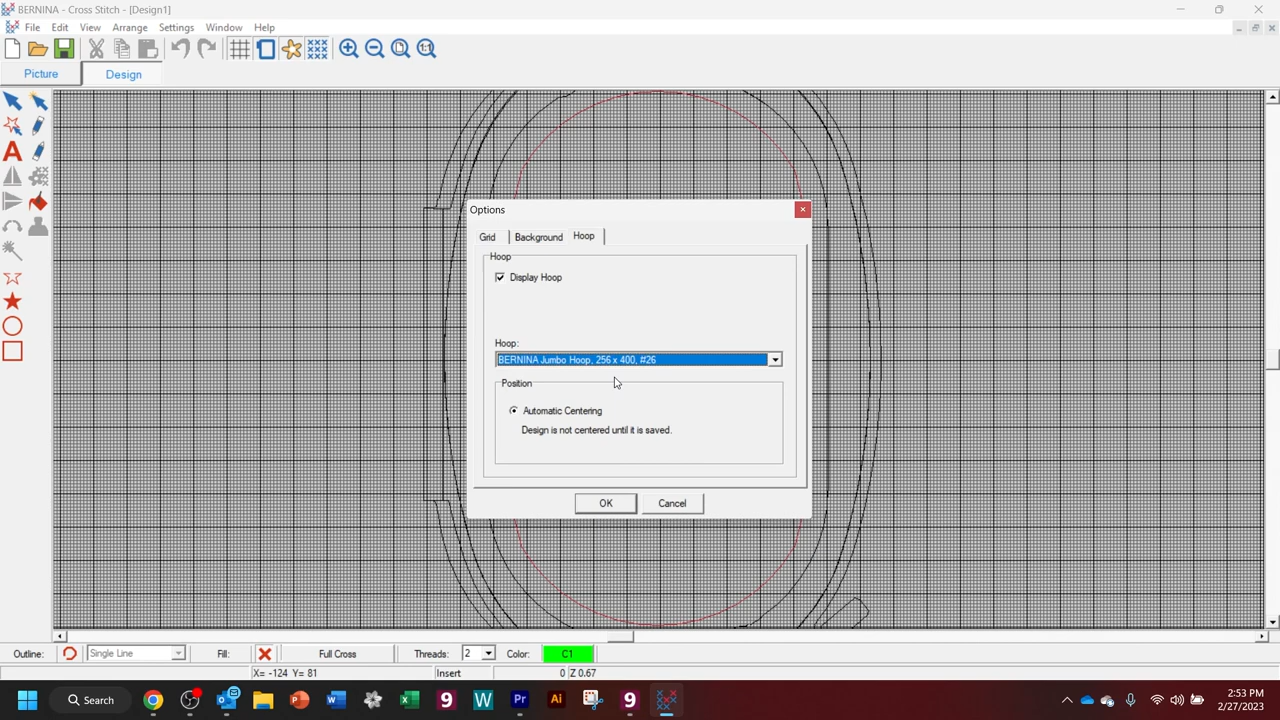 BERNINA - Cross Stitch - [Design1]
File Edit View Arrange Settings Window Help
1:1
Picture Design
A
Options
Grid Background Hoop
Hoop
Display Hoop
Hoop:
BERNINA Jumbo Hoop, 256 x 400, #26
Position
Automatic Centering
Design is not centered until it is saved.
OK Cancel
Outline: Single Line Fill: Full Cross Threads: 2 Color: C1
X= -124 Y= 81 Insert 0 Z 0.67
Search
2:53 PM
2/27/2023